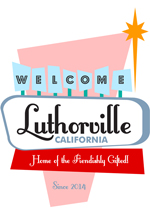 WELCOME
Luthorville
CALIFORNIA
Home of the Fiendishly Gifted!
Since 2014